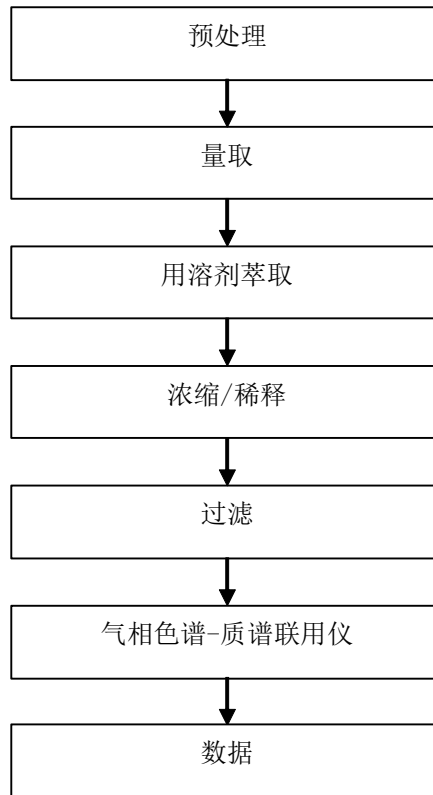 预处理
量取
用溶剂萃取
浓缩/稀释
过滤
气相色谱-质谱联用仪
数据